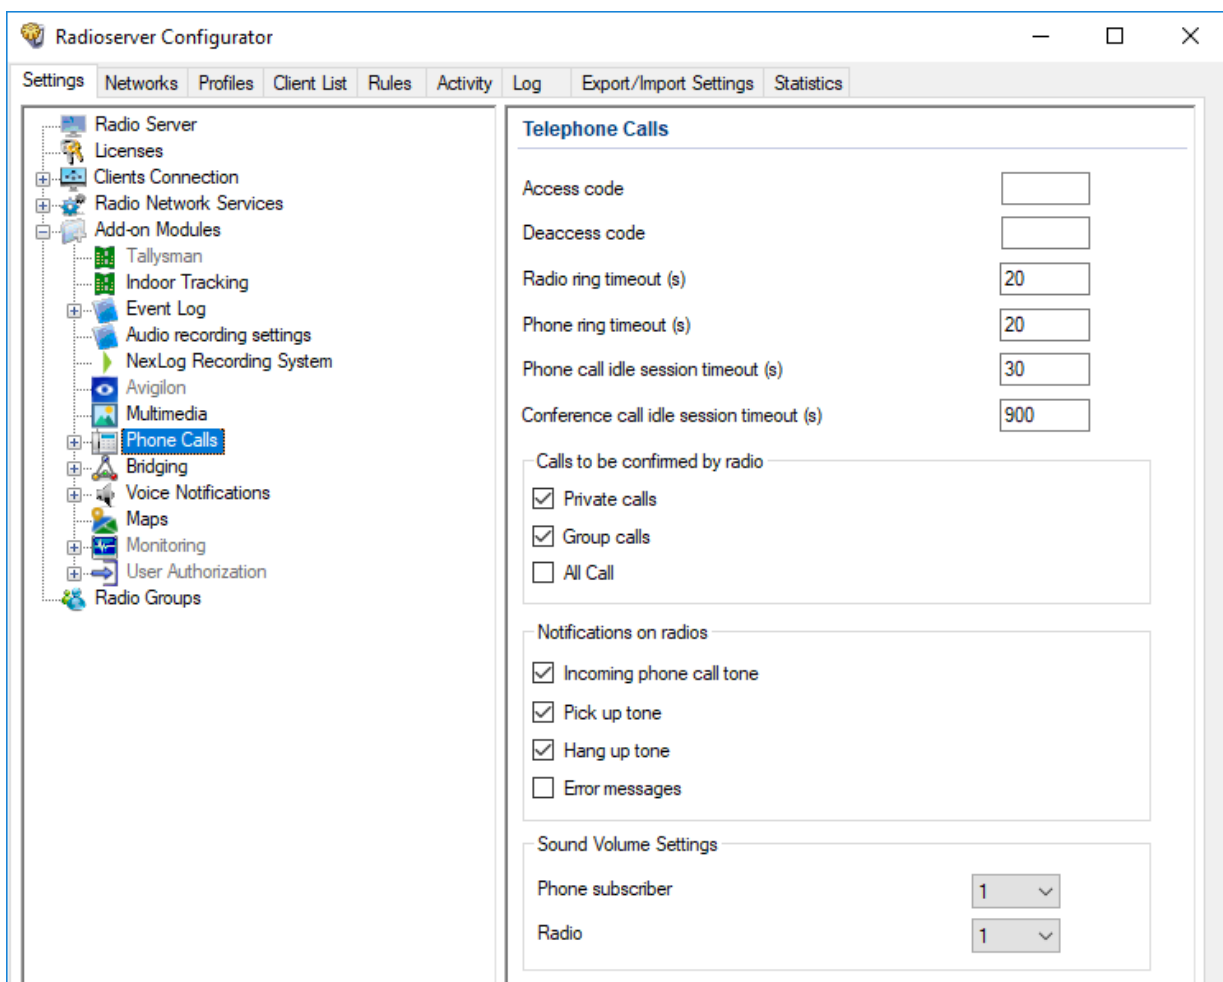 Radioserver Configurator
Settings Networks Profiles Client List Rules Activity Log Export/Import Settings Statistics
Radio Server
Licenses
Clients Connection
Radio Network Services
Add-on Modules
Tallysman
Indoor Tracking
Event Log
Audio recording settings
NexLog Recording System
Avigilon
Multimedia
Phone Calls
Bridging
Voice Notifications
Maps
Monitoring
User Authorization
Radio Groups
Telephone Calls
Access code
Deaccess code
Radio ring timeout (s) 20
Phone ring timeout (s) 20
Phone call idle session timeout (s) 30
Conference call idle session timeout (s) 900
Calls to be confirmed by radio
Private calls
Group calls
All Call
Notifications on radios
Incoming phone call tone
Pick up tone
Hang up tone
Error messages
Sound Volume Settings
Phone subscriber 1
Radio 1